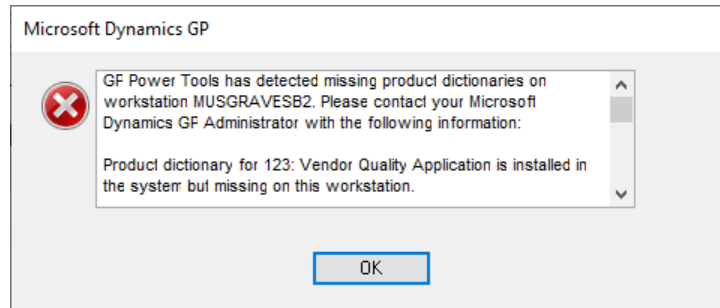 Microsoft Dynamics GP
GP Power Tools has detected missing product dictionaries on
workstation MUSGRAVESB2. Please contact your Microsoft
Dynamics GP Administrator with the following information:
Product dictionary for 123: Vendor Quality Application is installed in
the system but missing on this workstation.
OK